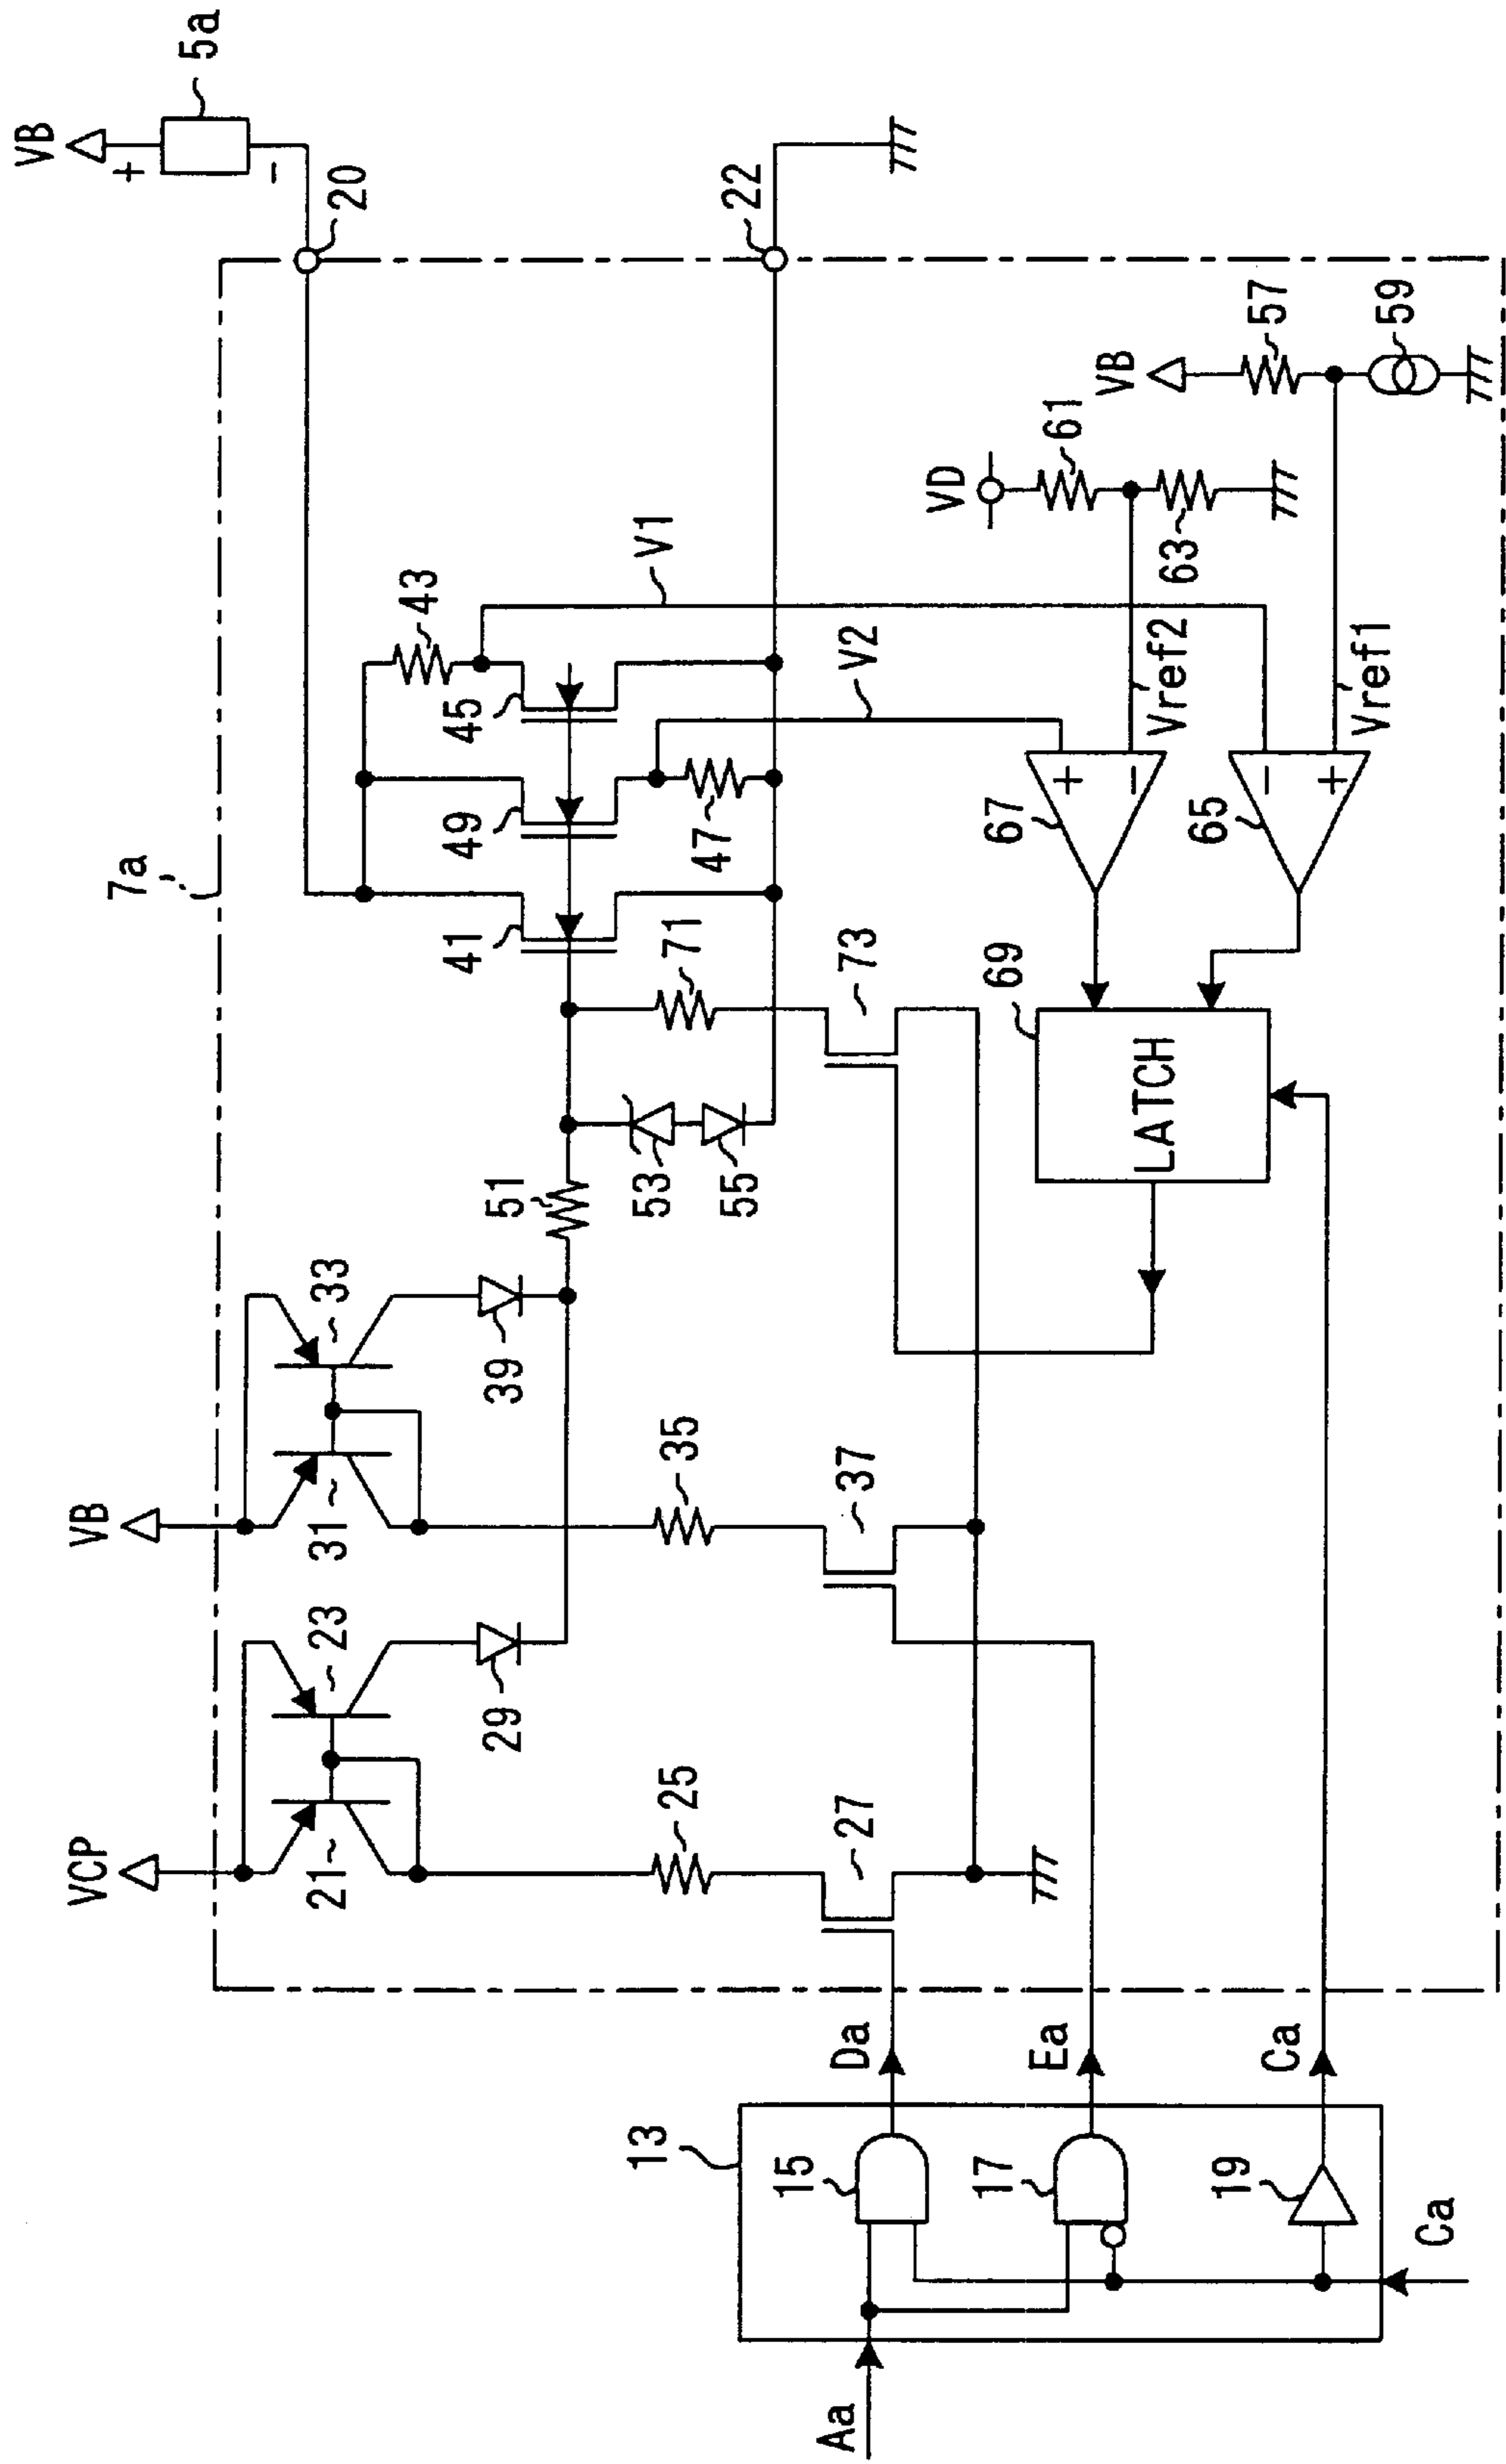 VB
5a
+
−
20
22
7a
VCP
VB
21
23
31
33
29
39
25
27
35
37
51
53
55
41
49
45
43
47
71
73
V1
V2
VD
61
63
VB
57
59
Vref2
Vref1
+
−
67
−
+
65
69
LATCH
Da
Ea
Ca
13
15
17
19
Aa
Ca